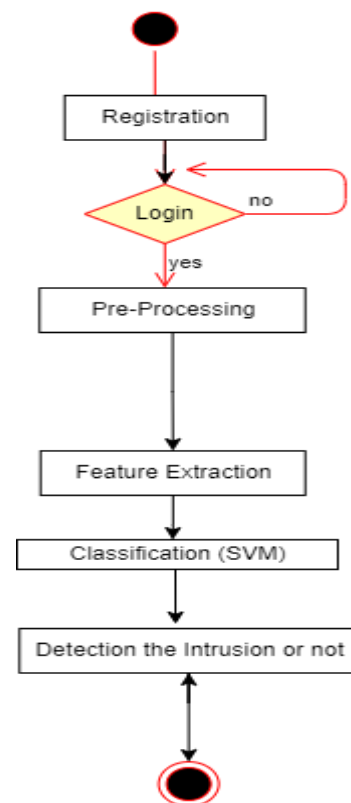 Registration
Login
no
yes
Pre-Processing
Feature Extraction
Classification (SVM)
Detection the Intrusion or not